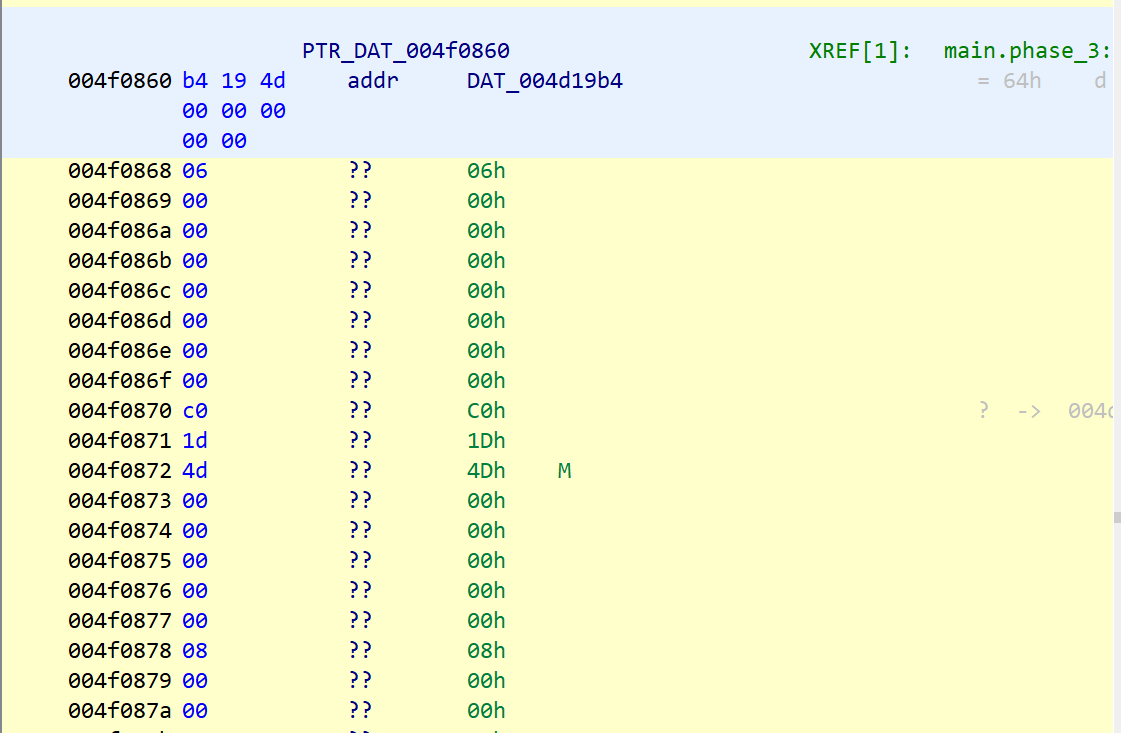 PTR_DAT_004f0860 XREF[1]: main.phase_3:
004f0860 b4 19 4d addr DAT_004d19b4 = 64h d
00 00 00
00 00
004f0868 06 ?? 06h
004f0869 00 ?? 00h
004f086a 00 ?? 00h
004f086b 00 ?? 00h
004f086c 00 ?? 00h
004f086d 00 ?? 00h
004f086e 00 ?? 00h
004f086f 00 ?? 00h
004f0870 c0 ?? C0h ? ->
004f0871 1d ?? 1Dh
004f0872 4d ?? 4Dh M
004f0873 00 ?? 00h
004f0874 00 ?? 00h
004f0875 00 ?? 00h
004f0876 00 ?? 00h
004f0877 00 ?? 00h
004f0878 08 ?? 08h
004f0879 00 ?? 00h
004f087a 00 ?? 00h